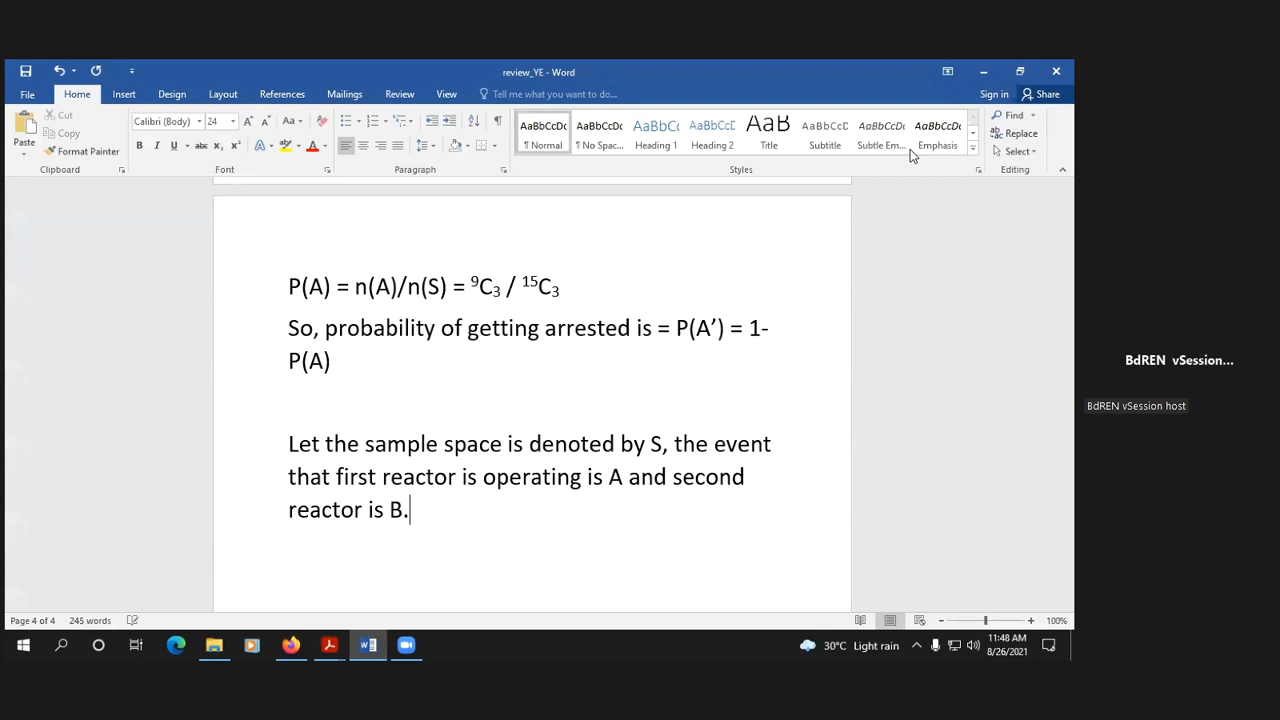 review_YE - Word
File Home Insert Design Layout References Mailings Review View Tell me what you want to do... Sign in Share
Paste Cut Copy Format Painter
Calibri (Body) 24 Aa
B I U abc X₂ X² A A
AaBbCcDc AaBbCcDc AaBbCc AaBbCcD AaB AaBbCcD AaBbCcDc AaBbCcDc
¶ Normal ¶ No Spac... Heading 1 Heading 2 Title Subtitle Subtle Em... Emphasis
Find Replace Select
Clipboard Font Paragraph Styles Editing
P(A) = n(A)/n(S) = ⁹C₃ / ¹⁵C₃
So, probability of getting arrested is = P(A’) = 1-
P(A)
Let the sample space is denoted by S, the event
that first reactor is operating is A and second
reactor is B.
BdREN vSession...
BdREN vSession host
Page 4 of 4 245 words 100%
30°C Light rain 11:48 AM
8/26/2021